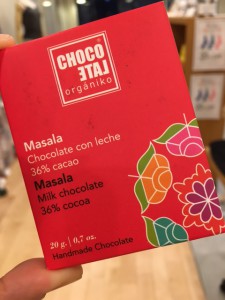 CHOCO
LATE
orgániko
Masala
Chocolate con leche
36% cacao
Masala
Milk chocolate
36% cocoa
20 g. | 0.7 oz.
Handmade Chocolate